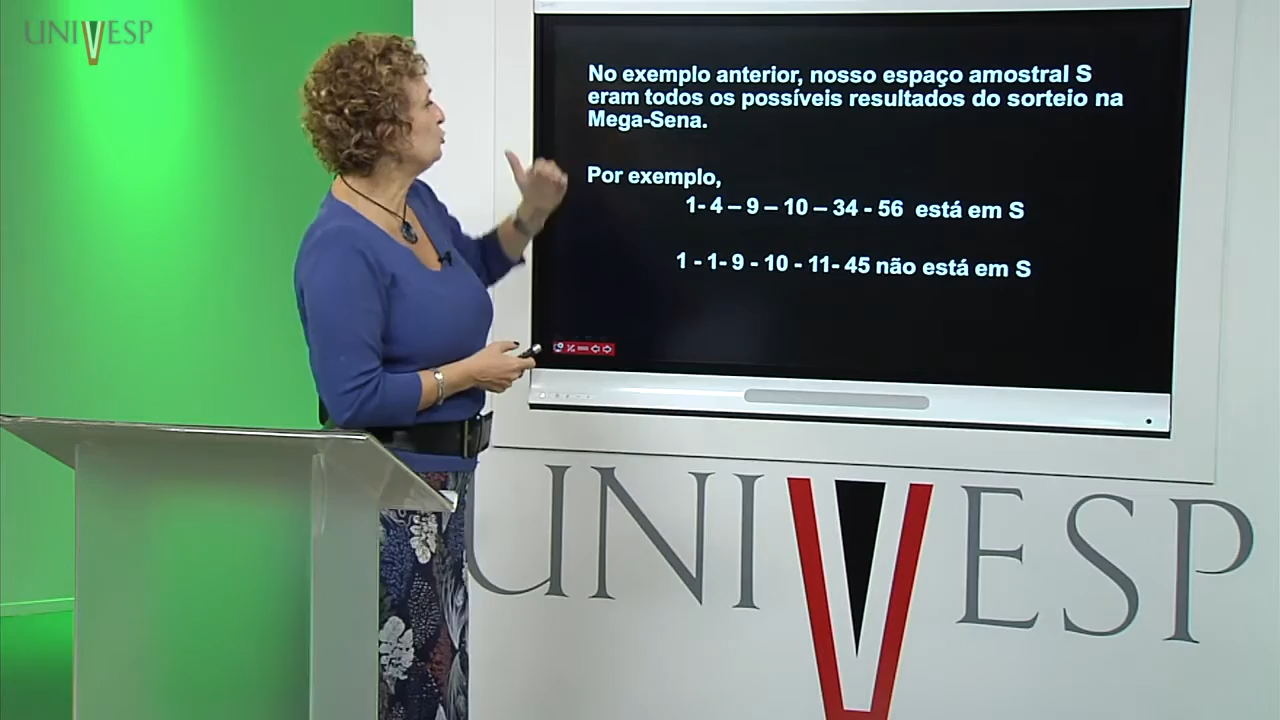 UNIVESP
No exemplo anterior, nosso espaço amostral S
eram todos os possíveis resultados do sorteio na
Mega-Sena.
Por exemplo,
1- 4 – 9 – 10 – 34 - 56 está em S
1 - 1- 9 - 10 - 11- 45 não está em S
UNIVESP